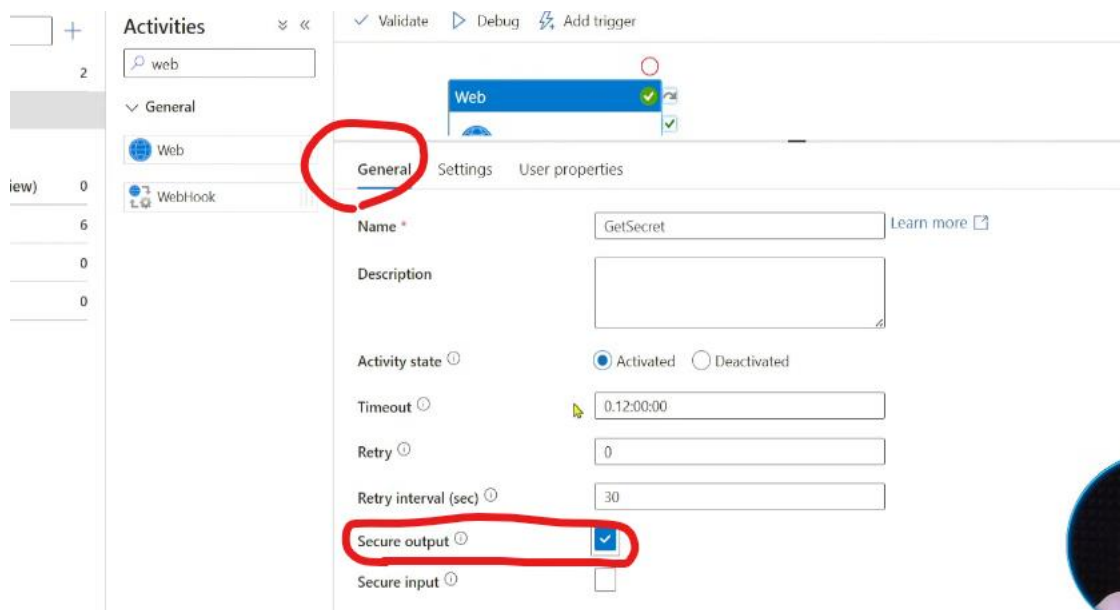 Activities
Validate Debug Add trigger
web
2
General
Web
Web
General Settings User properties
iew) 0
WebHook
6
Name * GetSecret Learn more
0
Description
0
Activity state Activated Deactivated
Timeout 0.12:00:00
Retry 0
Retry interval (sec) 30
Secure output
Secure input